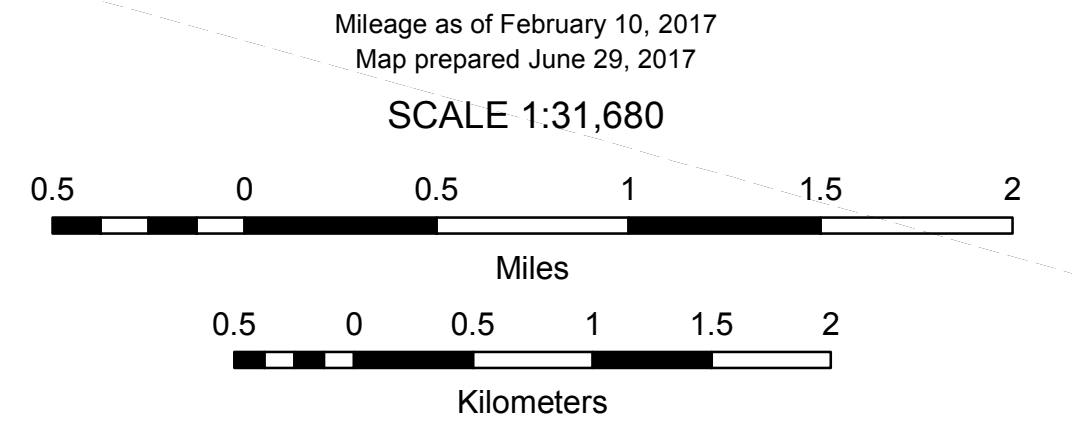 Mileage as of February 10, 2017
Map prepared June 29, 2017
SCALE 1:31,680
0.5 0 0.5 1 1.5 2
Miles
0.5 0 0.5 1 1.5 2
Kilometers